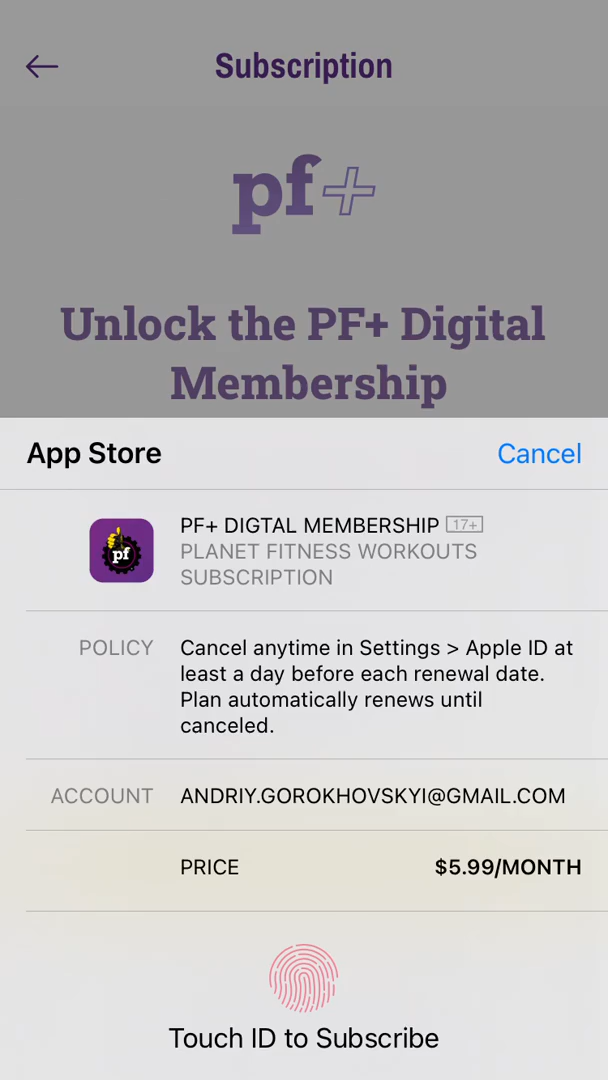 Subscription
pf+
Unlock the PF+ Digital
Membership
App Store
Cancel
pf
PF+ DIGTAL MEMBERSHIP 17+
PLANET FITNESS WORKOUTS
SUBSCRIPTION
POLICY
Cancel anytime in Settings > Apple ID at
least a day before each renewal date.
Plan automatically renews until
canceled.
ACCOUNT
ANDRIY.GOROKHOVSKYI@GMAIL.COM
PRICE
$5.99/MONTH
Touch ID to Subscribe